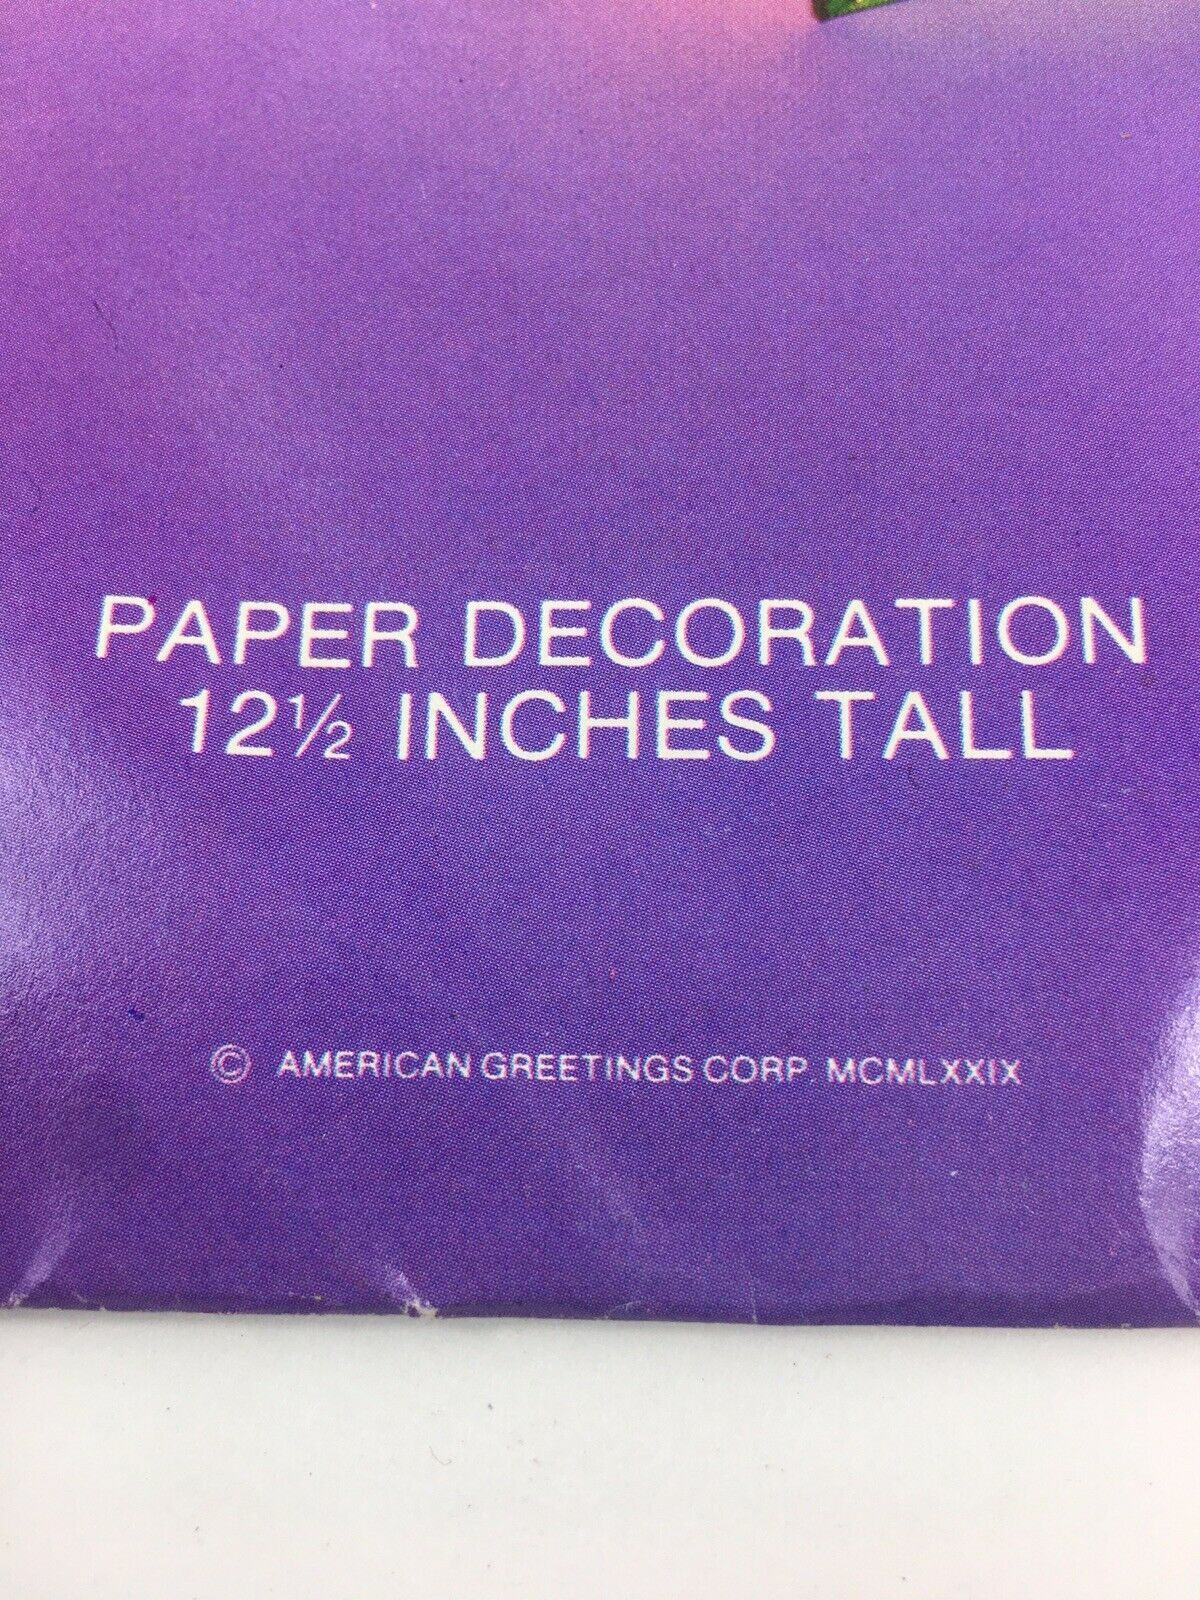 PAPER DECORATION
12½ INCHES TALL
© AMERICAN GREETINGS CORP. MCMLXXIX